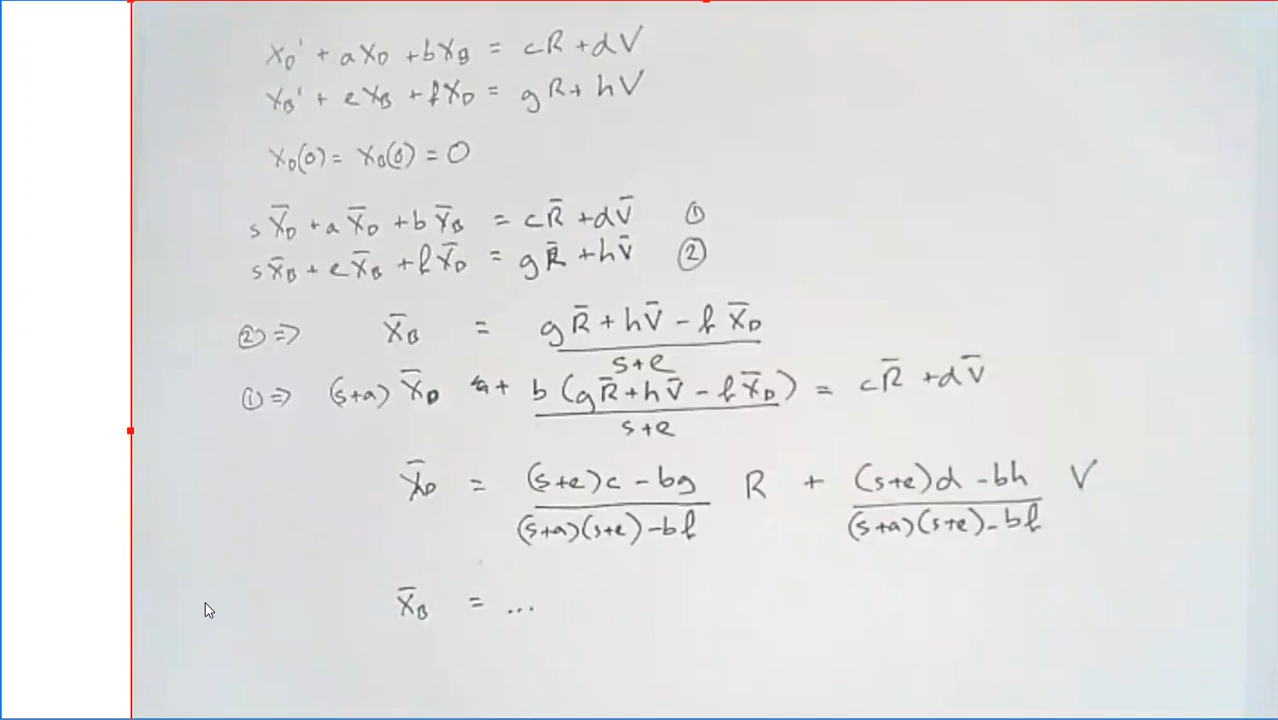 X_D' + aX_D + bX_B = cR + dV
X_B' + eX_B + fX_D = gR + hV
X_D(0) = X_B(0) = 0
sX̄_D + aX̄_D + bX̄_B = cR̄ + dV̄ ①
sX̄_B + eX̄_B + fX̄_D = gR̄ + hV̄ ②
② => X̄_B = (gR̄ + hV̄ - fX̄_D) / (s+e)
① => (s+a) X̄_D + b(gR̄ + hV̄ - fX̄_D) / (s+e) = cR̄ + dV̄
X̄_D = ((s+e)c - bg) / ((s+a)(s+e) - bf) R + ((s+e)d - bh) / ((s+a)(s+e) - bf) V
X̄_B = ...